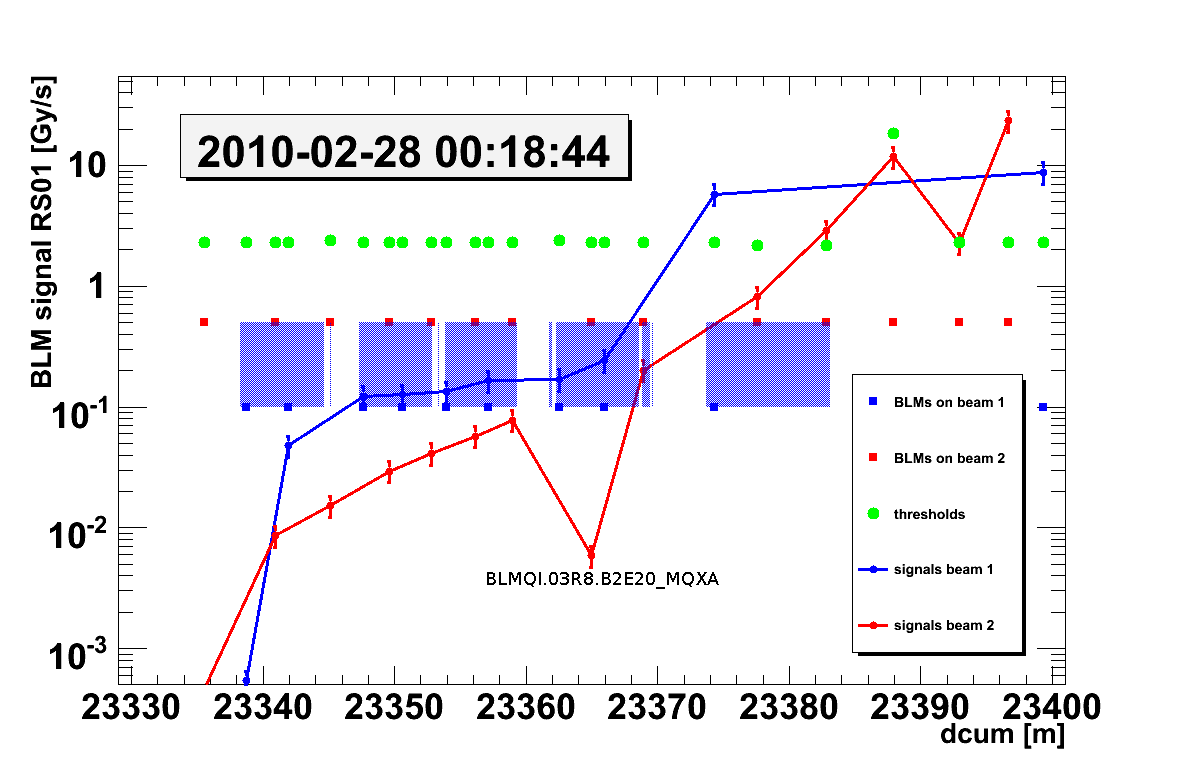 2010-02-28 00:18:44
BLM signal RS01 [Gy/s]
10
1
10-1
10-2
10-3
BLMQI.03R8.B2E20_MQXA
BLMs on beam 1
BLMs on beam 2
thresholds
signals beam 1
signals beam 2
23330 23340 23350 23360 23370 23380 23390 23400
dcum [m]